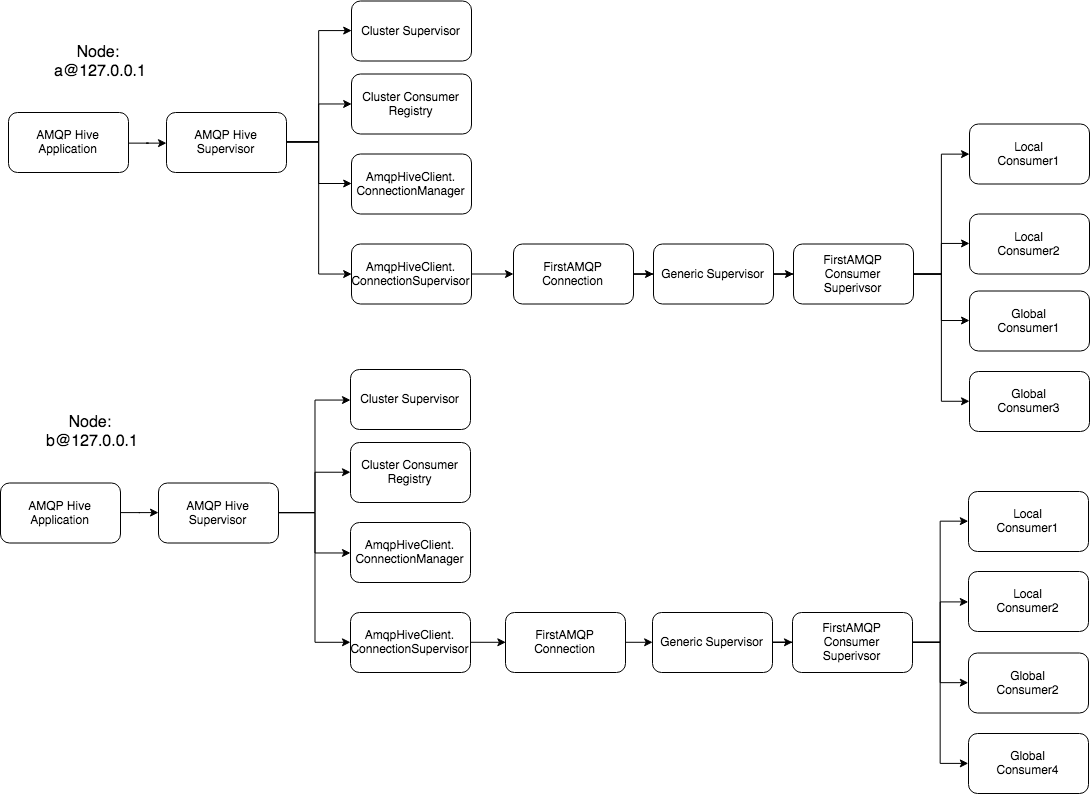 Node:
a@127.0.0.1
AMQP Hive
Application
AMQP Hive
Supervisor
Cluster Supervisor
Cluster Consumer
Registry
AmqpHiveClient.
ConnectionManager
AmqpHiveClient.
ConnectionSupervisor
FirstAMQP
Connection
Generic Supervisor
FirstAMQP
Consumer
Superivsor
Local
Consumer1
Local
Consumer2
Global
Consumer1
Global
Consumer3
Node:
b@127.0.0.1
AMQP Hive
Application
AMQP Hive
Supervisor
Cluster Supervisor
Cluster Consumer
Registry
AmqpHiveClient.
ConnectionManager
AmqpHiveClient.
ConnectionSupervisor
FirstAMQP
Connection
Generic Supervisor
FirstAMQP
Consumer
Superivsor
Local
Consumer1
Local
Consumer2
Global
Consumer2
Global
Consumer4